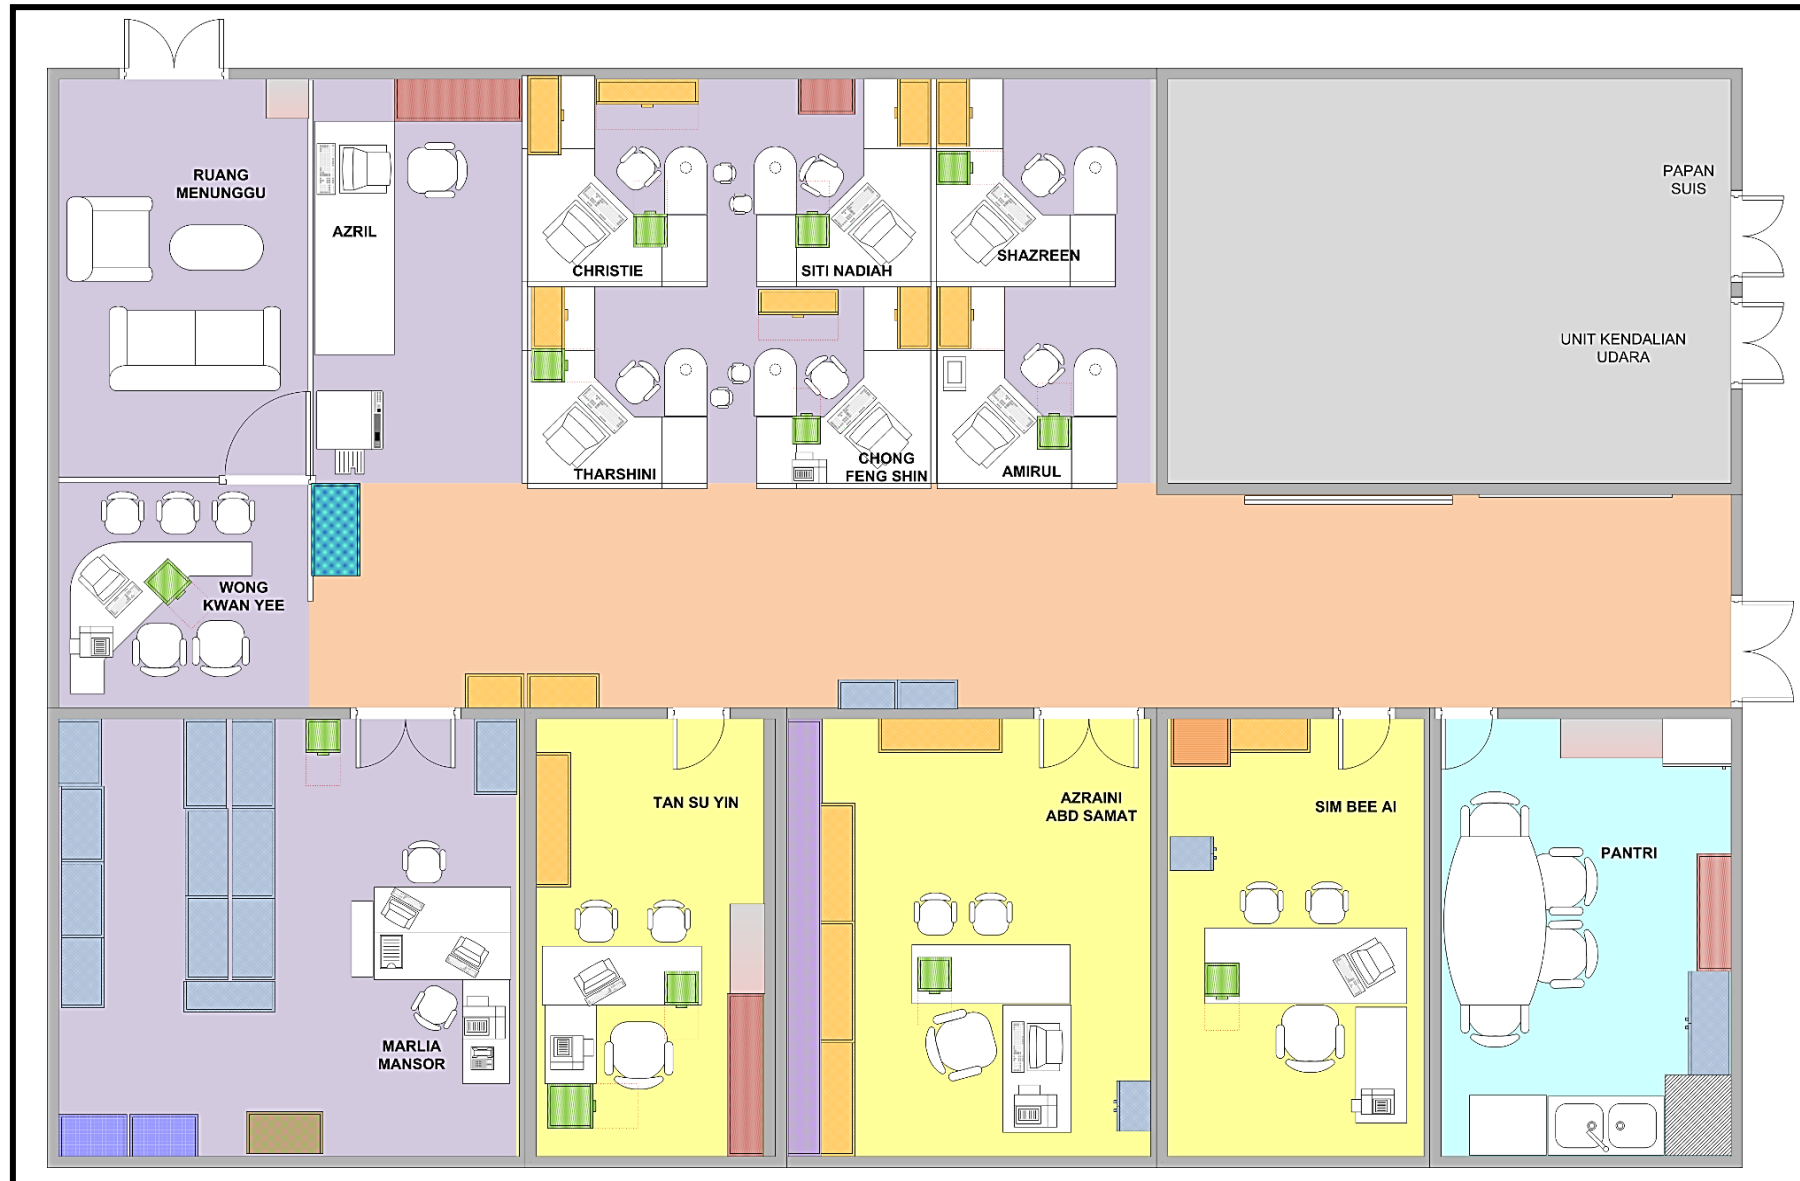 RUANG
MENUNGGU
AZRIL
CHRISTIE
SITI NADIAH
SHAZREEN
PAPAN
SUIS
UNIT KENDALIAN
UDARA
THARSHINI
CHONG
FENG SHIN
AMIRUL
WONG
KWAN YEE
TAN SU YIN
AZRAINI
ABD SAMAT
SIM BEE AI
PANTRI
MARLIA
MANSOR